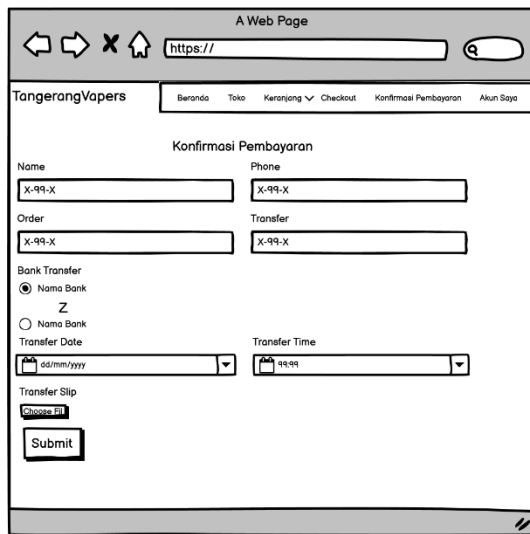 A Web Page
https://
TangerangVapers
Beranda Toko Keranjang Checkout Konfirmasi Pembayaran Akun Saya
Konfirmasi Pembayaran
Name Phone
X-99-X X-99-X
Order Transfer
X-99-X X-99-X
Bank Transfer
Nama Bank
Z
Nama Bank
Transfer Date Transfer Time
dd/mm/yyyy 99:99
Transfer Slip
Choose Fil
Submit